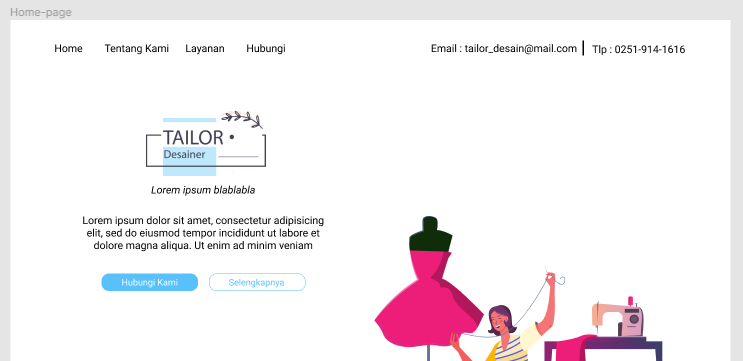 Home-page
Home Tentang Kami Layanan Hubungi Email : tailor_desain@mail.com Tlp : 0251-914-1616
TAILOR
Desainer
Lorem ipsum blablabla
Lorem ipsum dolor sit amet, consectetur adipisicing
elit, sed do eiusmod tempor incididunt ut labore et
dolore magna aliqua. Ut enim ad minim veniam
Hubungi Kami Selengkapnya